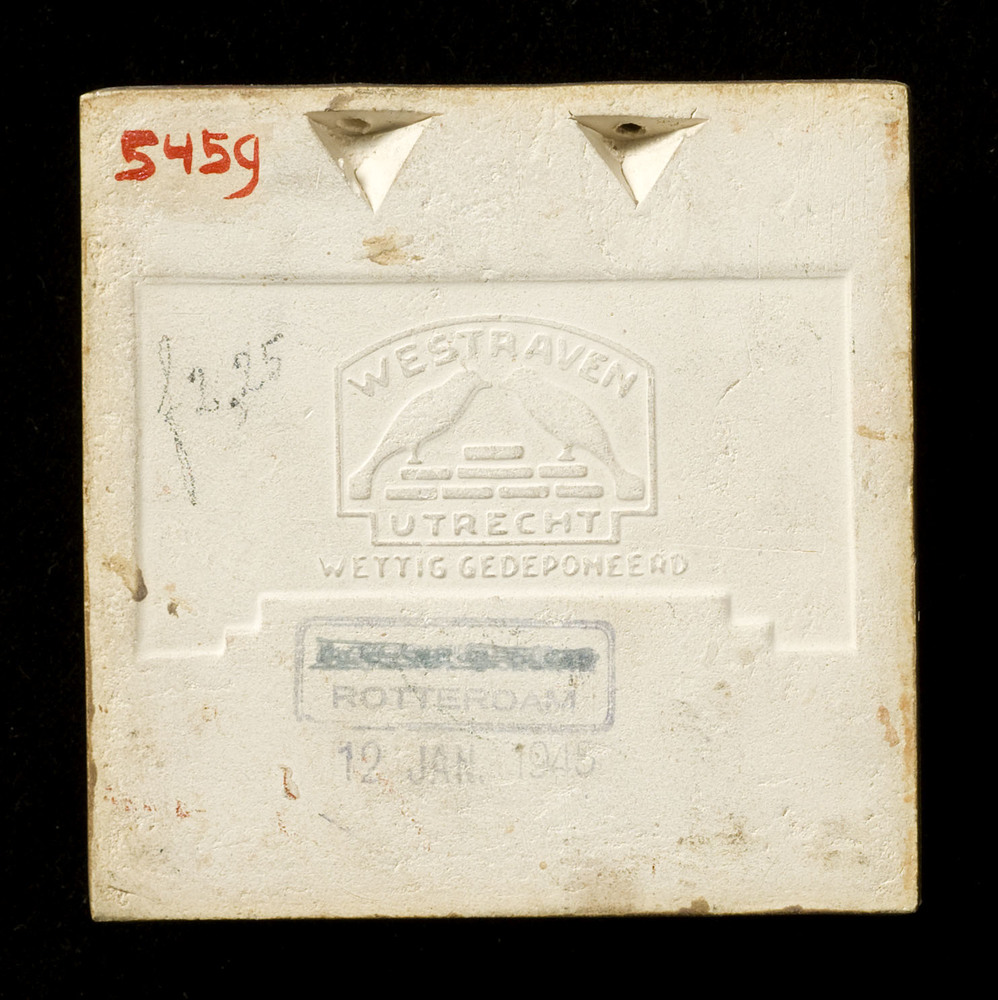 5459
ƒ 2,25
WESTRAVEN
UTRECHT
WETTIG GEDEPONEERD
ROTTERDAM
12 JAN. 1945